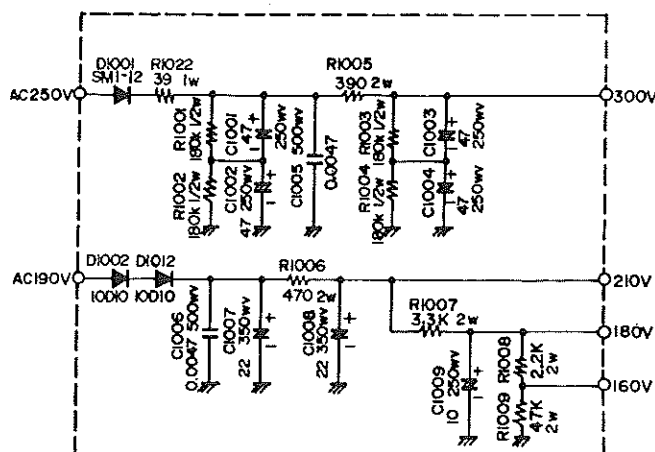 D1001
SM1-12
R1022
39 1w
R1005
390 2w
AC250V
300V
R1001
180k 1/2w
C1001
47
250wv
+
-
R1002
180k 1/2w
C1002
47 250wv
+
-
C1005 500wv
0.0047
R1003
180k 1/2w
C1003
47
250wv
+
-
R1004
180k 1/2w
C1004
47
250wv
+
-
D1002
10D10
D1012
10D10
AC190V
R1006
470 2w
210V
C1006
0.0047 500wv
C1007
22 350wv
+
-
C1008
22 350wv
+
-
R1007
3.3K 2w
180V
C1009
10 250wv
+
-
R1008
2.2K
2w
160V
R1009
47K
2w